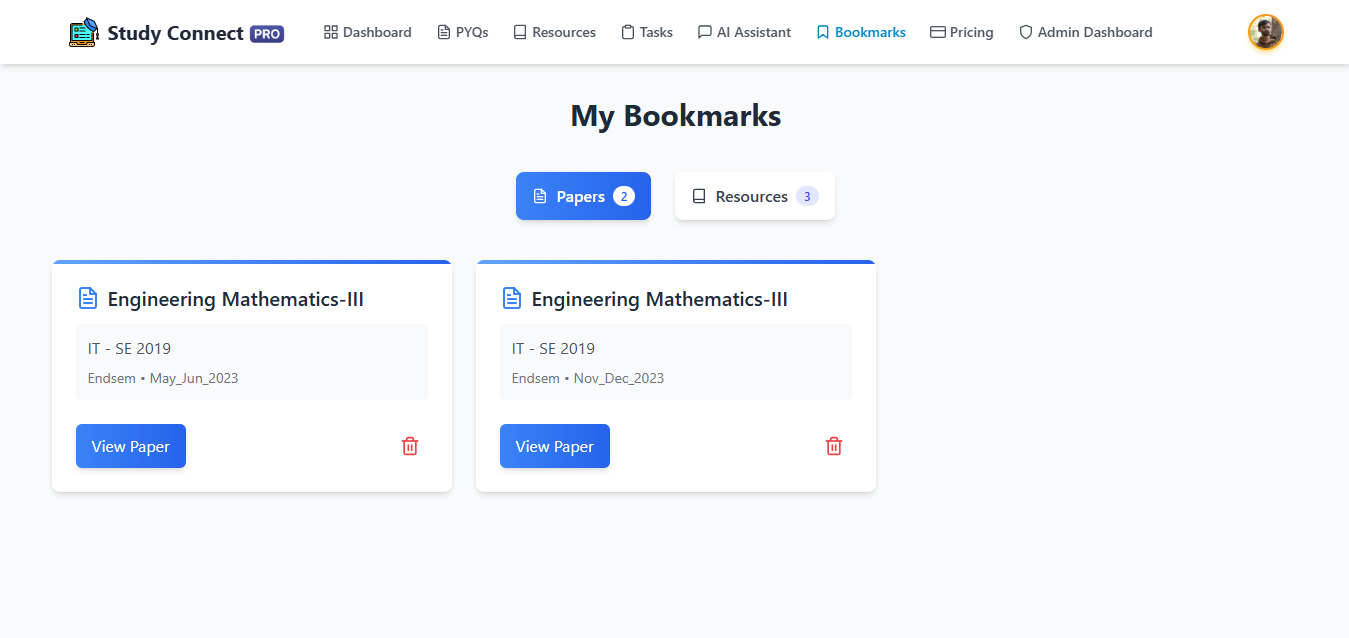 Study Connect PRO Dashboard PYQs Resources Tasks AI Assistant Bookmarks Pricing Admin Dashboard
My Bookmarks
Papers 2 Resources 3
Engineering Mathematics-III
IT - SE 2019
Endsem • May_Jun_2023
View Paper
Engineering Mathematics-III
IT - SE 2019
Endsem • Nov_Dec_2023
View Paper